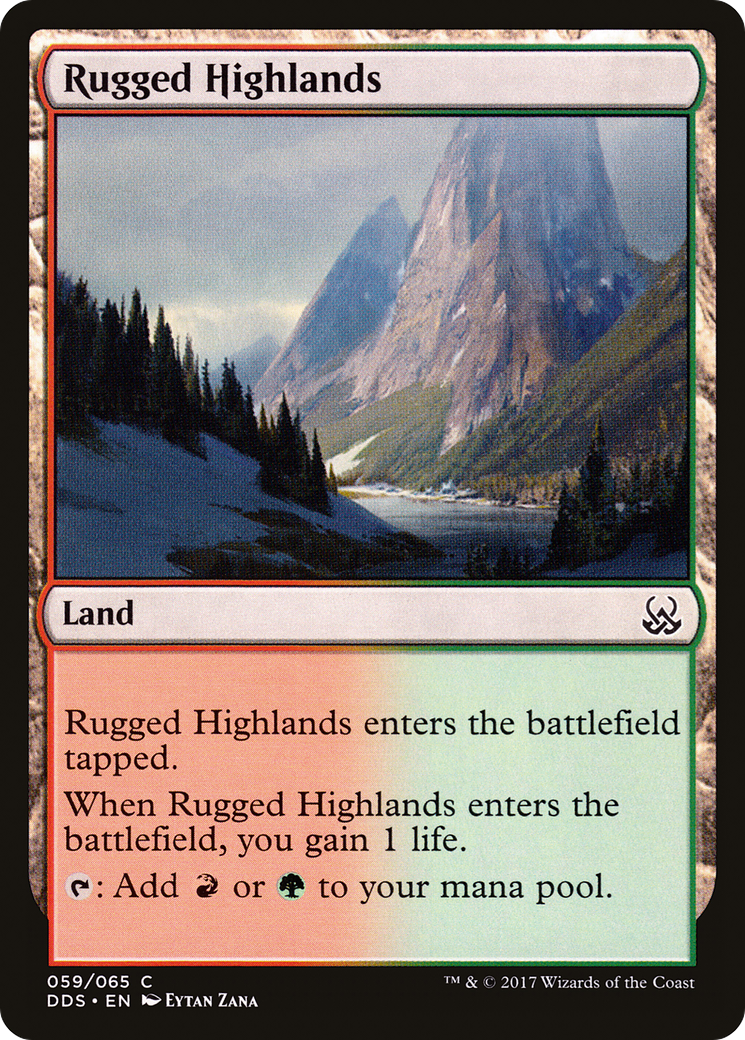 Rugged Highlands
Land
Rugged Highlands enters the battlefield
tapped.
When Rugged Highlands enters the
battlefield, you gain 1 life.
: Add or to your mana pool.
059/065 C
DDS • EN Eytan Zana
™ & © 2017 Wizards of the Coast